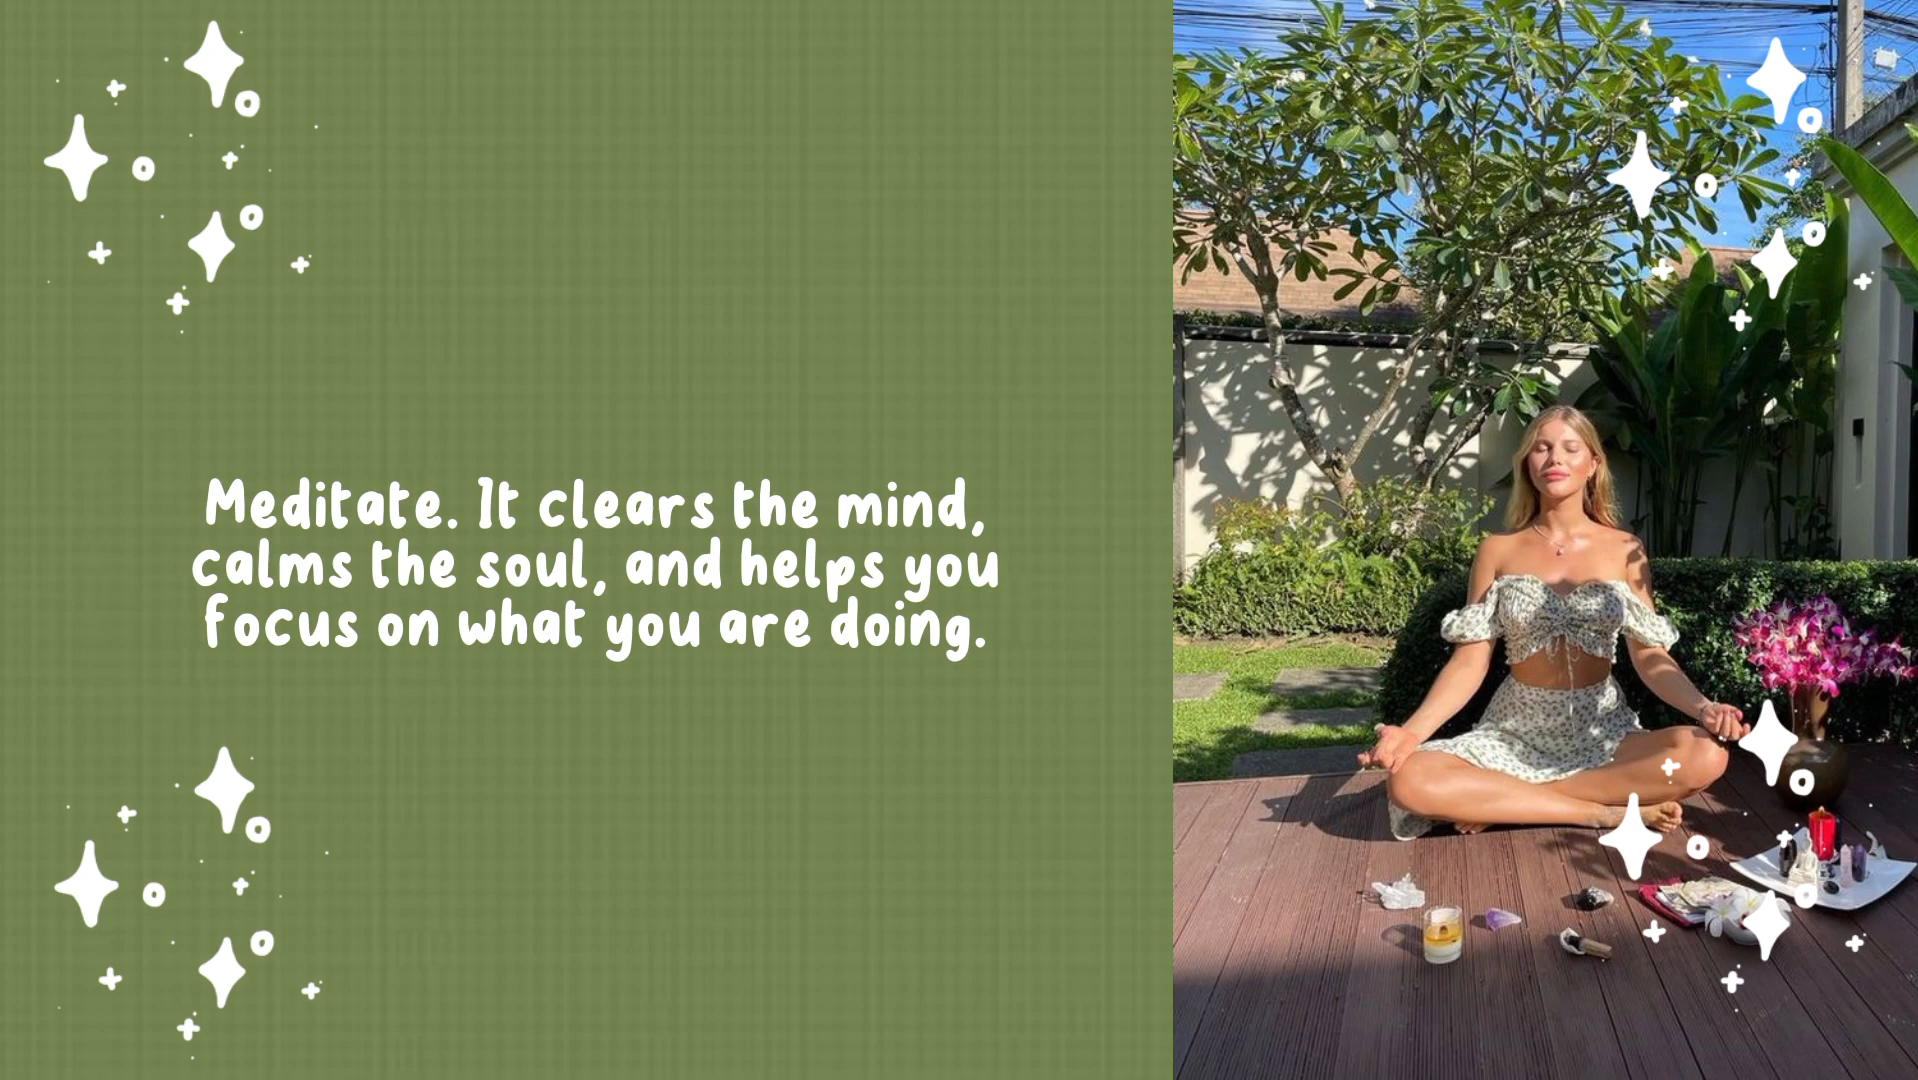 Meditate. It clears the mind,
calms the soul, and helps you
focus on what you are doing.